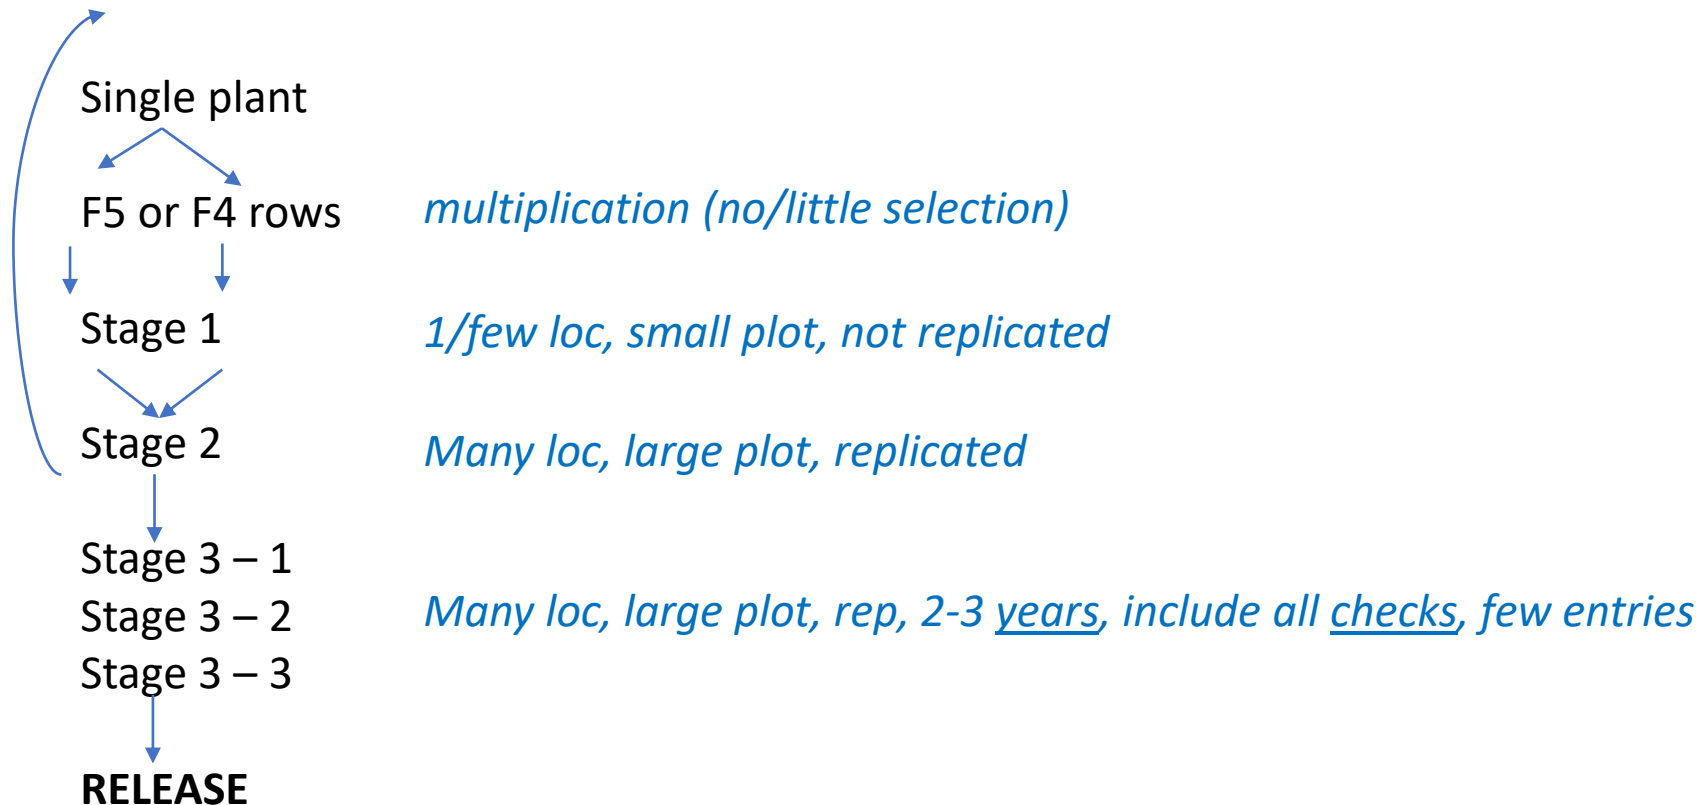 Single plant
F5 or F4 rows
multiplication (no/little selection)
Stage 1
1/few loc, small plot, not replicated
Stage 2
Many loc, large plot, replicated
Stage 3 – 1
Stage 3 – 2
Many loc, large plot, rep, 2-3 years, include all checks, few entries
Stage 3 – 3
RELEASE